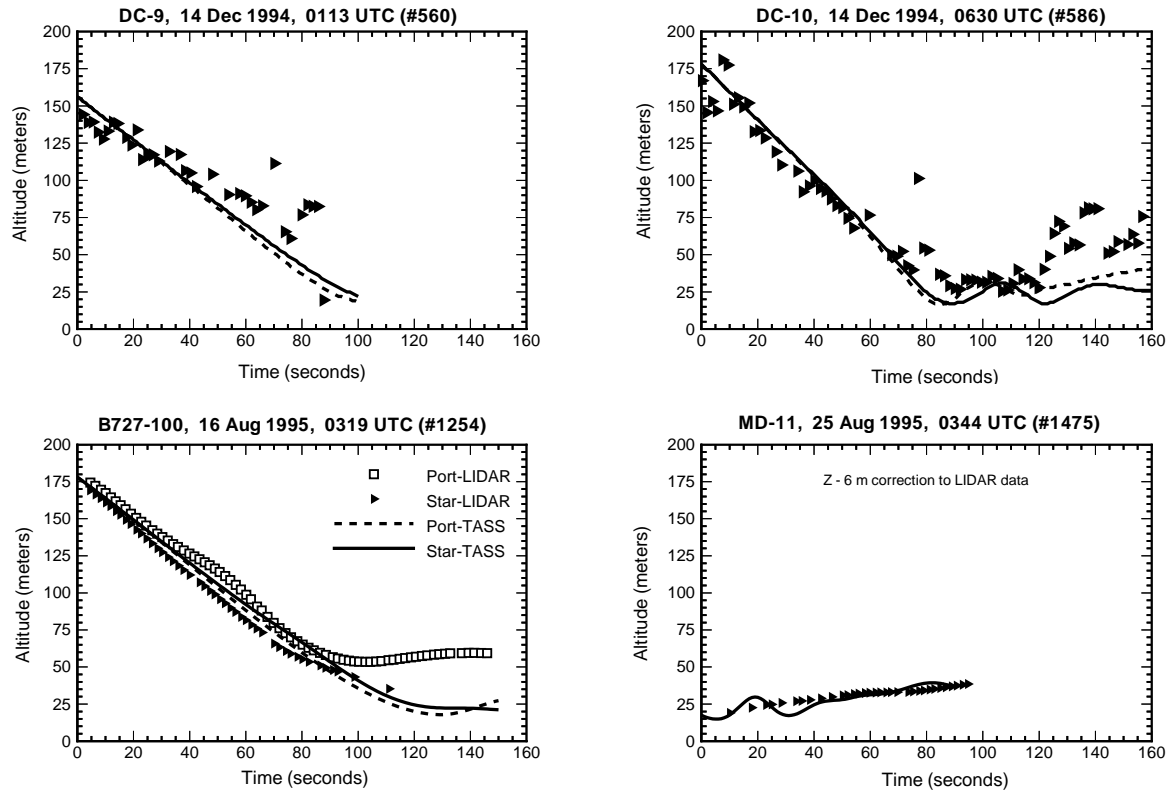 DC-9, 14 Dec 1994, 0113 UTC (#560)
200
175
150
125
100
75
50
25
0
Altitude (meters)
0 20 40 60 80 100 120 140 160
Time (seconds)
DC-10, 14 Dec 1994, 0630 UTC (#586)
200
175
150
125
100
75
50
25
0
Altitude (meters)
0 20 40 60 80 100 120 140 160
Time (seconds)
B727-100, 16 Aug 1995, 0319 UTC (#1254)
200
175
150
125
100
75
50
25
0
Altitude (meters)
Port-LIDAR
Star-LIDAR
Port-TASS
Star-TASS
0 20 40 60 80 100 120 140 160
Time (seconds)
MD-11, 25 Aug 1995, 0344 UTC (#1475)
200
175
150
125
100
75
50
25
0
Altitude (meters)
Z - 6 m correction to LIDAR data
0 20 40 60 80 100 120 140 160
Time (seconds)